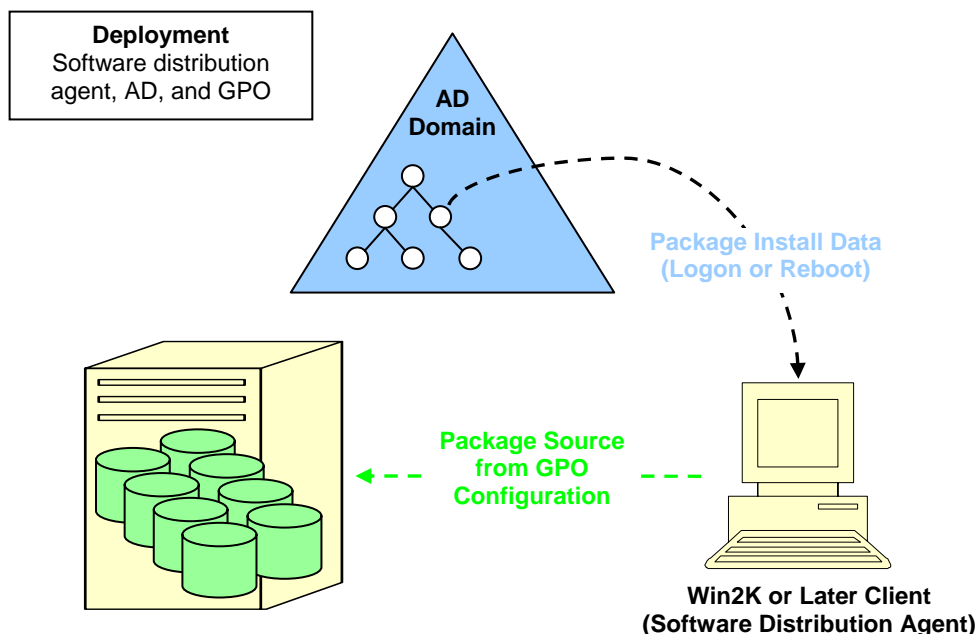 Deployment
Software distribution
agent, AD, and GPO
AD
Domain
Package Install Data
(Logon or Reboot)
Package Source
from GPO
Configuration
Win2K or Later Client
(Software Distribution Agent)